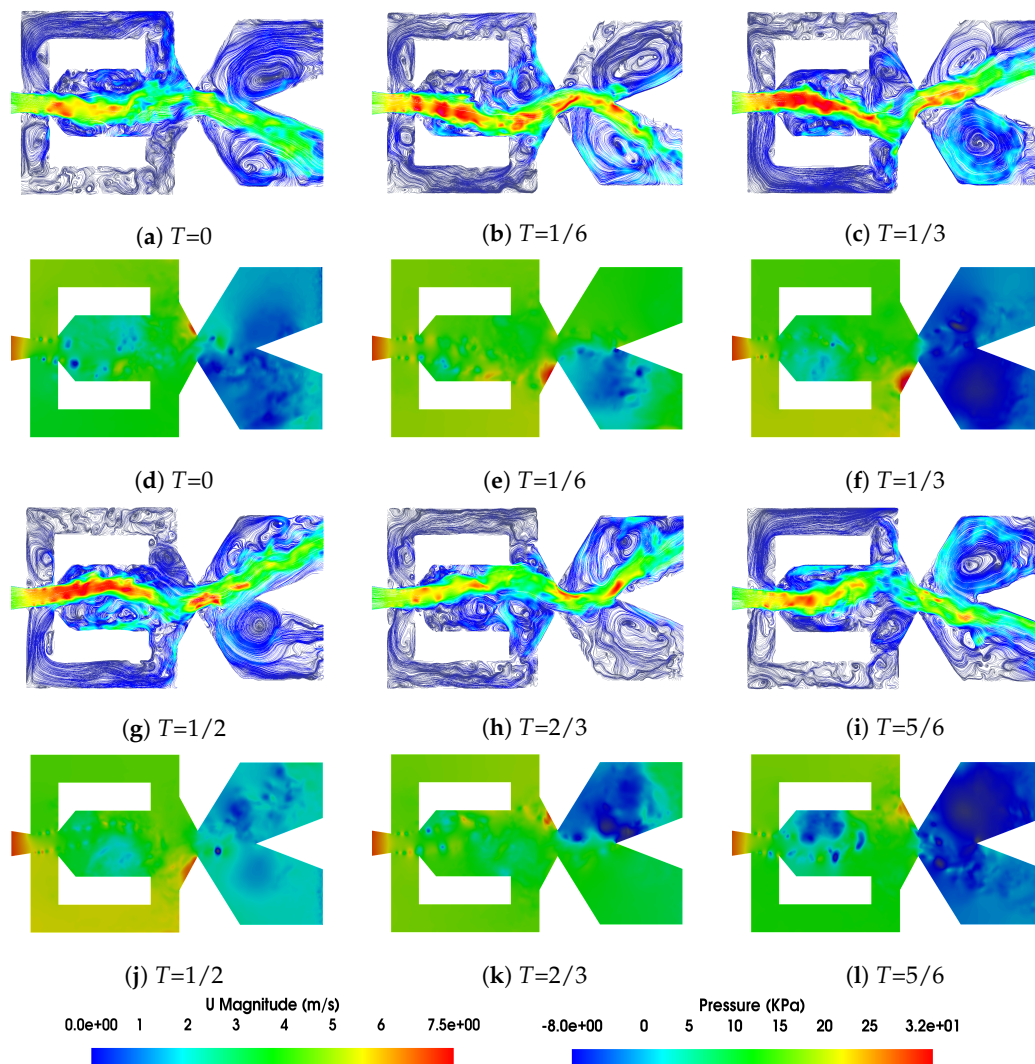 (a) T=0 (b) T=1/6 (c) T=1/3
(d) T=0 (e) T=1/6 (f) T=1/3
(g) T=1/2 (h) T=2/3 (i) T=5/6
(j) T=1/2 (k) T=2/3 (l) T=5/6
U Magnitude (m/s) Pressure (KPa)
0.0e+00 1 2 3 4 5 6 7.5e+00 -8.0e+00 0 5 10 15 20 25 3.2e+01